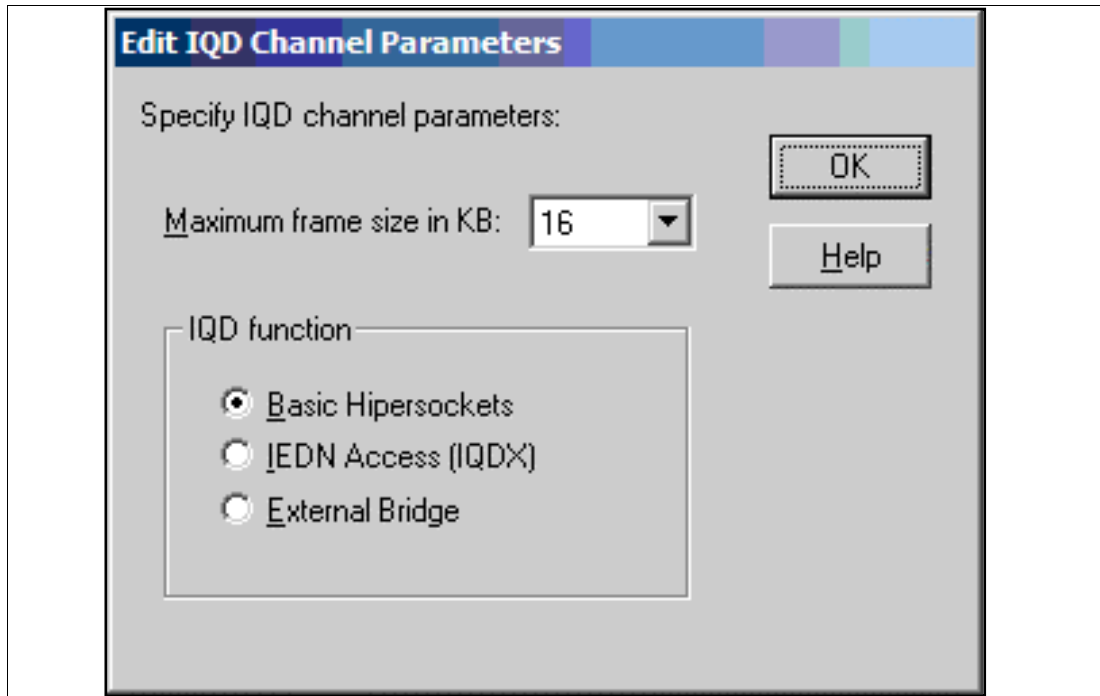 Edit IQD Channel Parameters
Specify IQD channel parameters:
OK
Maximum frame size in KB: 16
Help
IQD function
Basic Hipersockets
IEDN Access (IQDX)
External Bridge